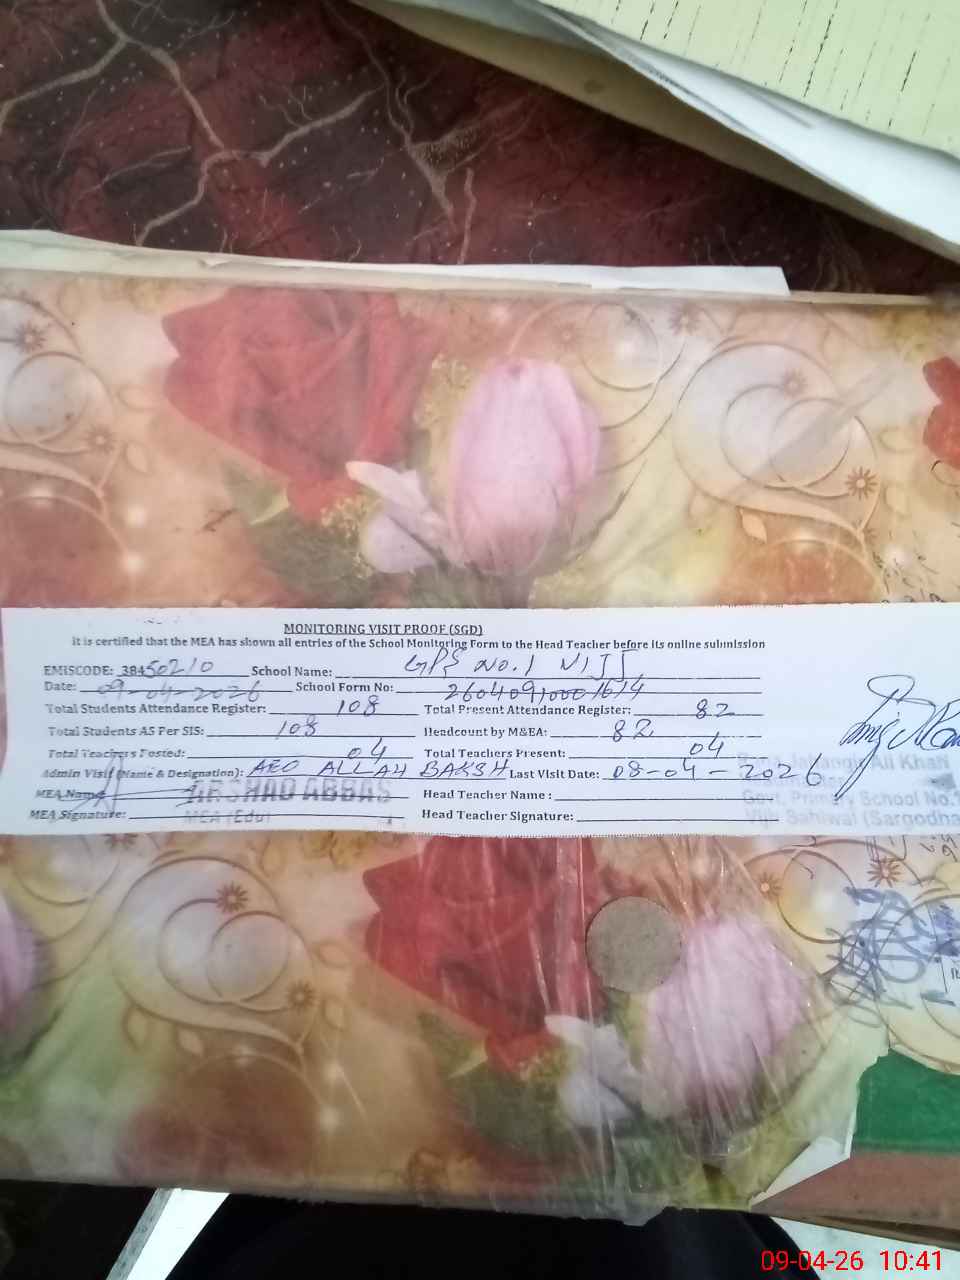 MONITORING VISIT PROOF (SGD)
It is certified that the MEA has shown all entries of the School Monitoring Form to the Head Teacher before its online submission
EMISCODE: 38450210 School Name: GPS No. 1 VIJJ
Date: 09-04-2026 School Form No: 2604091000 1614
Total Students Attendance Register: 108 Total Present Attendance Register: 82
Total Students AS Per SIS: 108 Headcount by M&EA: 82
Total Teachers Posted: 04 Total Teachers Present: 04
Admin Visit (Name & Designation): AEO ALLAH BAKSH Last Visit Date: 08-04-2026
MEA Name: ARSHAD ABBAS Head Teacher Name:
MEA Signature: MEA (Edu) Head Teacher Signature:
Rana Jahangir Ali Khan
Govt. Primary School No.1
Vijh Sahiwal (Sargodha
09-04-26 10:41